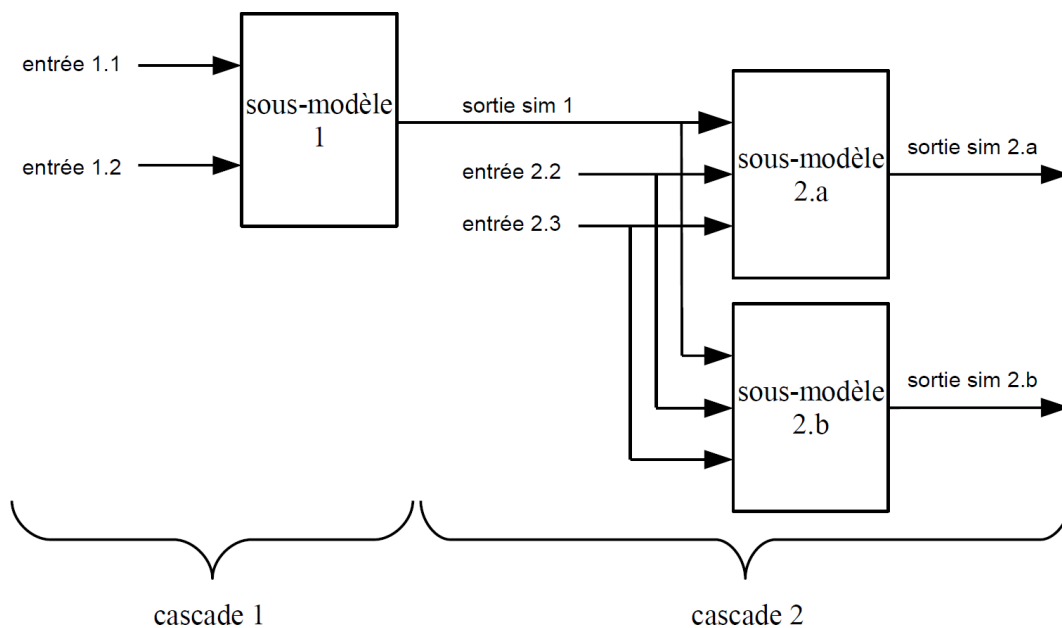 entrée 1.1
entrée 1.2
sous-modèle
1
sortie sim 1
entrée 2.2
entrée 2.3
sous-modèle
2.a
sortie sim 2.a
sous-modèle
2.b
sortie sim 2.b
cascade 1
cascade 2